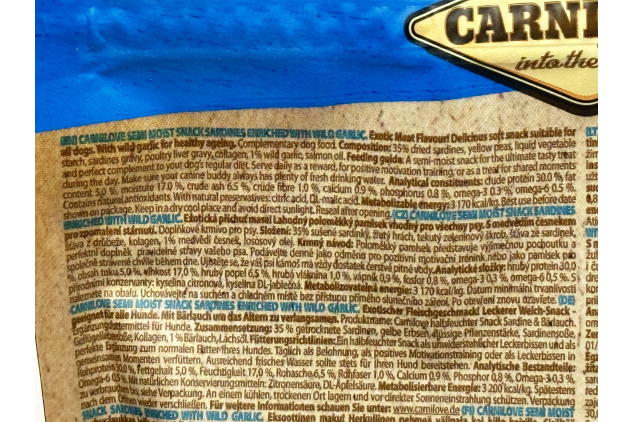 CARNI
into the
(EN) CARNILOVE SEMI MOIST SNACK SARDINES ENRICHED WITH WILD GARLIC. Exotic Meat Flavour! Delicious soft snack suitable for
all dogs. With wild garlic for healthy ageing. Complementary dog food. Composition: 35% dried sardines, yellow peas, liquid vegetable
starch, sardines gravy, poultry liver gravy, collagen, 1% wild garlic, salmon oil. Feeding guide: A semi-moist snack for the ultimate tasty treat
and perfect complement to your dog's regular diet. Serve daily as a reward, for positive motivation training, or as a treat for shared moments
during the day. Make sure your canine buddy always has plenty of fresh drinking water. Analytical constituents: crude protein 30.0%, fat
content 5.0 %, moisture 17.0 %, crude ash 6.5 %, crude fibre 1.0 %, calcium 0.9 %, phosphorus 0.8 %, omega-3 0.3 %, omega-6 0.5 %.
Contains natural antioxidants. With natural preservatives: citric acid, DL-malic acid. Metabolizable energy: 3 170 kcal/kg. Best use before date
shown on package. Keep in a dry cool place and avoid direct sunlight. Reseal after opening. (CZ) CARNILOVE SEMI MOIST SNACK SARDINES
ENRICHED WITH WILD GARLIC. Exotická příchuť masa! Lahodný poloměkký pamlsek vhodný pro všechny psy. S medvědím česnekem
pro zpomalení stárnutí. Doplňkové krmivo pro psy. Složení: 35% sušené sardinky, žlutý hrách, tekutý zeleninový škrob, šťáva ze sardinek,
šťáva z drůbeže, kolagen, 1% medvědí česnek, lososový olej. Krmný návod: Poloměkký pamlsek představuje výjimečnou pochoutku a
perfektní doplněk pravidelné stravy vašeho psa. Podávejte denně jako odměnu pro pozitivní motivační trénink, nebo jako pamlsek pro
společně strávené chvíle během dne. Ujistěte se, že váš psí kámoš má vždy dostatek čerstvé pitné vody. Analytické složky: hrubý protein 30,0
%, obsah tuku 5,0 %, vlhkost 17,0 %, hrubý popel 6,5 %, hrubá vláknina 1,0 %, vápník 0,9 %, fosfor 0,8 %, omega-3 0,3 %, omega-6 0,5 %. S
přírodními konzervanty: kyselina citronová, kyselina DL-jablečná. Metabolizovatelná energie: 3 170 kcal/kg. Datum minimální trvanlivosti
naleznete na obalu. Uchovávejte na suchém a chladném místě bez přístupu přímého slunečního záření. Po otevření znovu uzavřete. (DE)
CARNILOVE SEMI MOIST SNACK SARDINES ENRICHED WITH WILD GARLIC. Exotischer Fleischgeschmack! Leckerer Weich-Snack -
geeignet für alle Hunde. Mit Bärlauch um das Altern zu verlangsamen. Produktname: Carnilove halbfeuchter Snack Sardine & Bärlauch.
Ergänzungsfuttermittel für Hunde. Zusammensetzung: 35 % getrocknete Sardinen, gelbe Erbsen, flüssige Pflanzenstärke, Sardinensoße,
Geflügellebersoße, Kollagen, 1 % Bärlauch, Lachsöl. Fütterungsrichtlinien: Ein halbfeuchter Snack als unwiderstehlicher Leckerbissen und als
perfekte Ergänzung zum normalen Futter Ihres Hundes. Täglich als Belohnung, als positives Motivationstraining oder als Leckerbissen in
gemeinsamen Momenten verfüttern. Ausreichend frisches Wasser sollte stets für ihren Hund bereitstehen. Analytische Bestandteile:
Rohprotein 30,0 %, Fettgehalt 5,0 %, Feuchtigkeit 17,0 %, Rohasche 6,5 %, Rohfaser 1,0 %, Calcium 0,9 %, Phosphor 0,8 %, Omega-3 0,3 %,
Omega-6 0,5 %. Mit natürlichen Konservierungsmitteln: Zitronensäure, DL-Äpfelsäure. Metabolisierbare Energie: 3 200 kcal/kg. Spätestens
zu verbrauchen bis: siehe Verpackung. An einem kühlen, trockenen Ort lagern und vor direkter Sonneneinstrahlung schützen. Verpackung
nach dem Öffnen wieder verschließen. Für weitere Informationen schauen Sie unter: www.carnilove.de (FI) CARNILOVE SEMI MOIST
SNACK SARDINES ENRICHED WITH WILD GARLIC. Eksoottinen makua! Herkullinen pehmeä